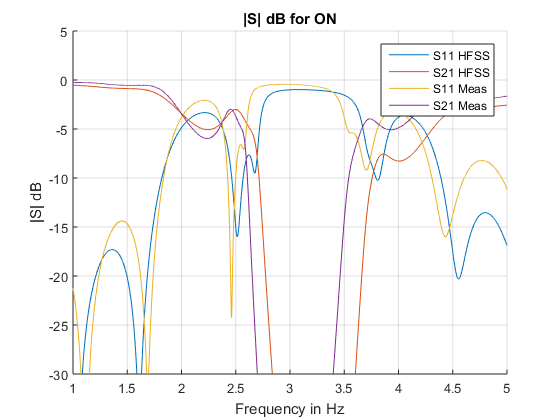 |S| dB for ON
S11 HFSS
S21 HFSS
S11 Meas
S21 Meas
|S| dB
5
0
-5
-10
-15
-20
-25
-30
1 1.5 2 2.5 3 3.5 4 4.5 5
Frequency in Hz